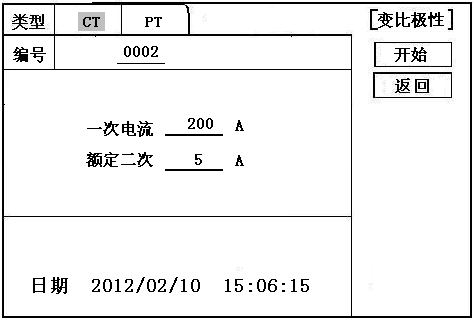 类型 CT PT [变比极性]
编号 0002 开始
返回
一次电流 200 A
额定二次 5 A
日期 2012/02/10 15:06:15